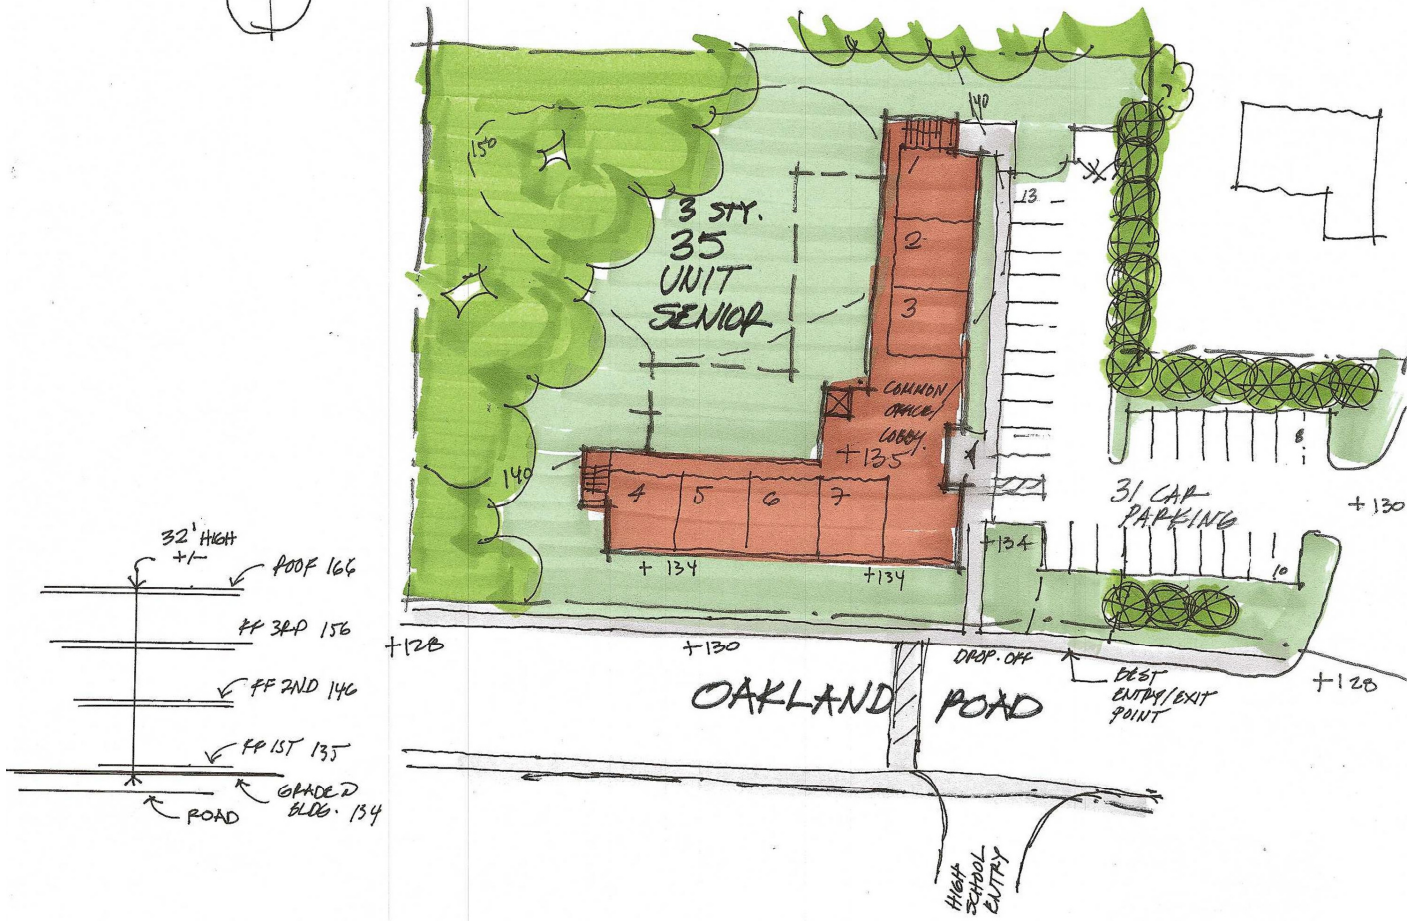 140
150
13
3 STY.
35
UNIT
SENIOR
1
2
3
COMMON
OFFICE/
LOBBY.
+135
8
140
4
5
6
7
31 CAR
PARKING
+130
32' HIGH
+/-
ROOF 166
+134
+134
+134
10
FF 3RD 156
+128
+130
DROP-OFF
BEST
ENTRY/EXIT
POINT
+128
FF 2ND 146
OAKLAND ROAD
FF 1ST 135
GRADE @
BLDG. 134
ROAD
HIGH
SCHOOL
ENTRY